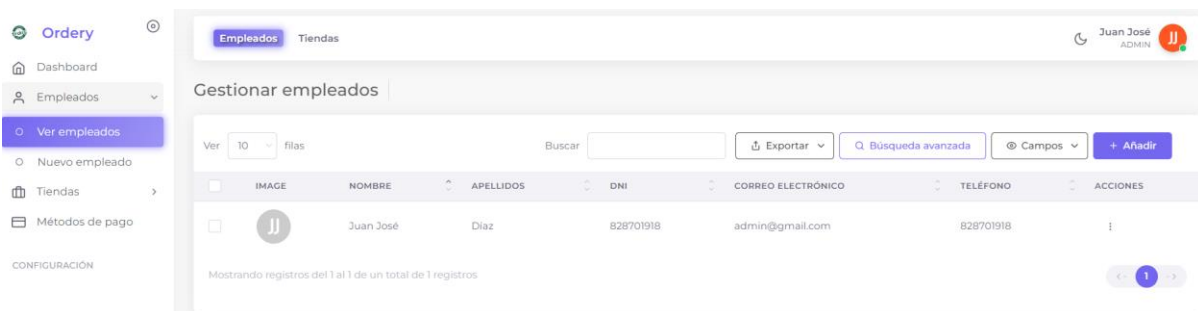 Ordery
Dashboard
Empleados
Ver empleados
Nuevo empleado
Tiendas
Métodos de pago
CONFIGURACIÓN
Empleados Tiendas
Juan José
ADMIN
JJ
Gestionar empleados
Ver 10 filas Buscar Exportar Búsqueda avanzada Campos + Añadir
IMAGE NOMBRE APELLIDOS DNI CORREO ELECTRÓNICO TELÉFONO ACCIONES
JJ Juan José Díaz 828701918 admin@gmail.com 828701918
Mostrando registros del 1 al 1 de un total de 1 registros
<- 1 ->